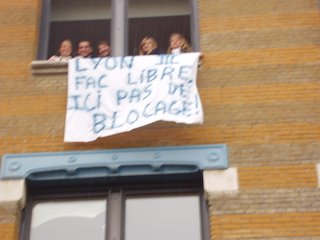 LYON III
FAC LIBRE,
ICI PAS DE
BLOCAGE!